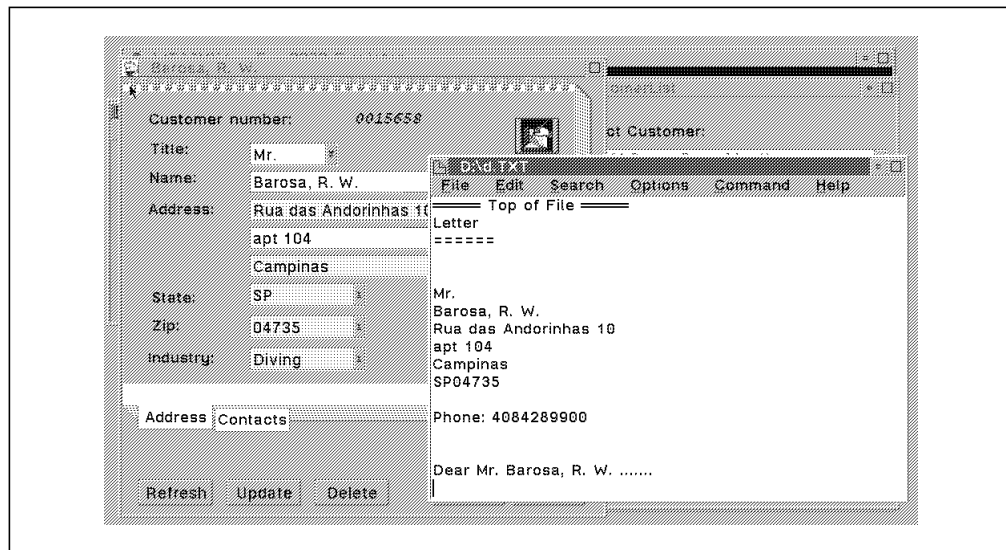 Barosa, R. W.
omerList
Customer number: 0015658
ct Customer:
Title: Mr.
Name: Barosa, R. W.
Address: Rua das Andorinhas 10
apt 104
Campinas
State: SP
Zip: 04735
Industry: Diving
Address Contacts
Refresh Update Delete
D:\d.TXT
File Edit Search Options Command Help
Top of File
Letter
======
Mr.
Barosa, R. W.
Rua das Andorinhas 10
apt 104
Campinas
SP04735
Phone: 4084289900
Dear Mr. Barosa, R. W. .......